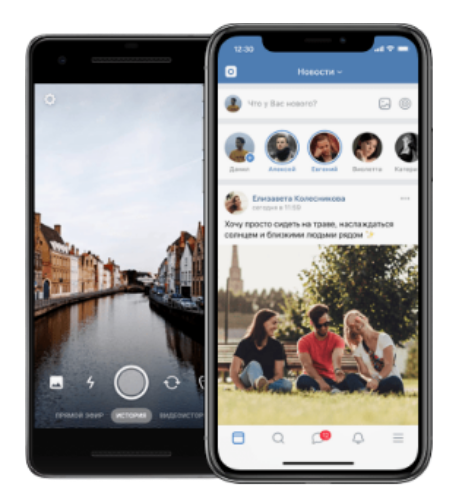 12:30
Новости
Что у Вас нового?
Данил
Алексей
Евгений
Виолетта
Катери
Елизавета Колесникова
сегодня в 11:59
Хочу просто сидеть на траве, наслаждаться
солнцем и близкими людьми рядом
ПРЯМОЙ ЭФИР ИСТОРИЯ ВИДЕОИСТОР